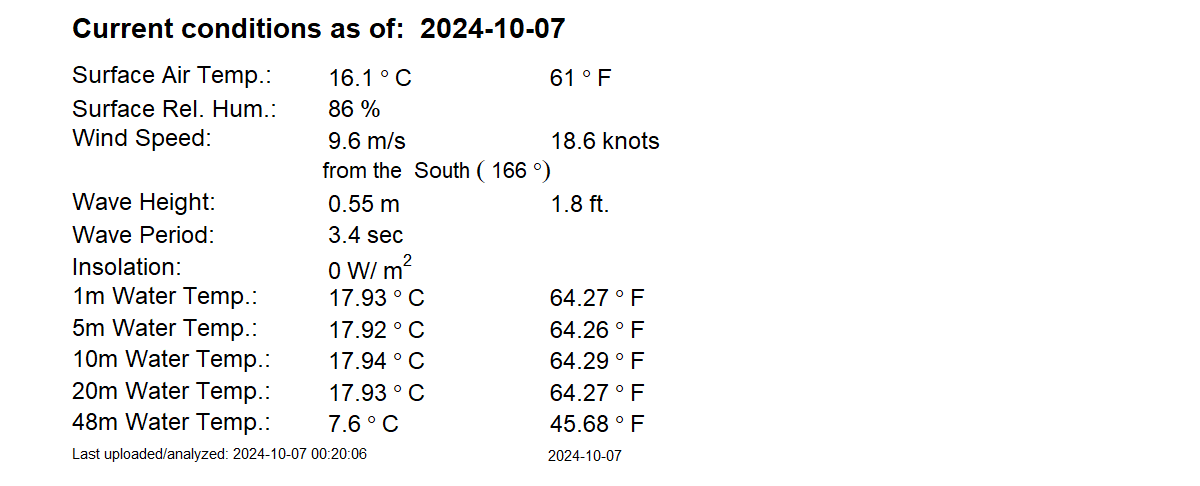 Current conditions as of: 2024-10-07
Surface Air Temp.: 16.1 ° C 61 ° F
Surface Rel. Hum.: 86 %
Wind Speed: 9.6 m/s 18.6 knots
from the South ( 166 °)
Wave Height: 0.55 m 1.8 ft.
Wave Period: 3.4 sec
Insolation: 0 W/ m²
1m Water Temp.: 17.93 ° C 64.27 ° F
5m Water Temp.: 17.92 ° C 64.26 ° F
10m Water Temp.: 17.94 ° C 64.29 ° F
20m Water Temp.: 17.93 ° C 64.27 ° F
48m Water Temp.: 7.6 ° C 45.68 ° F
Last uploaded/analyzed: 2024-10-07 00:20:06 2024-10-07